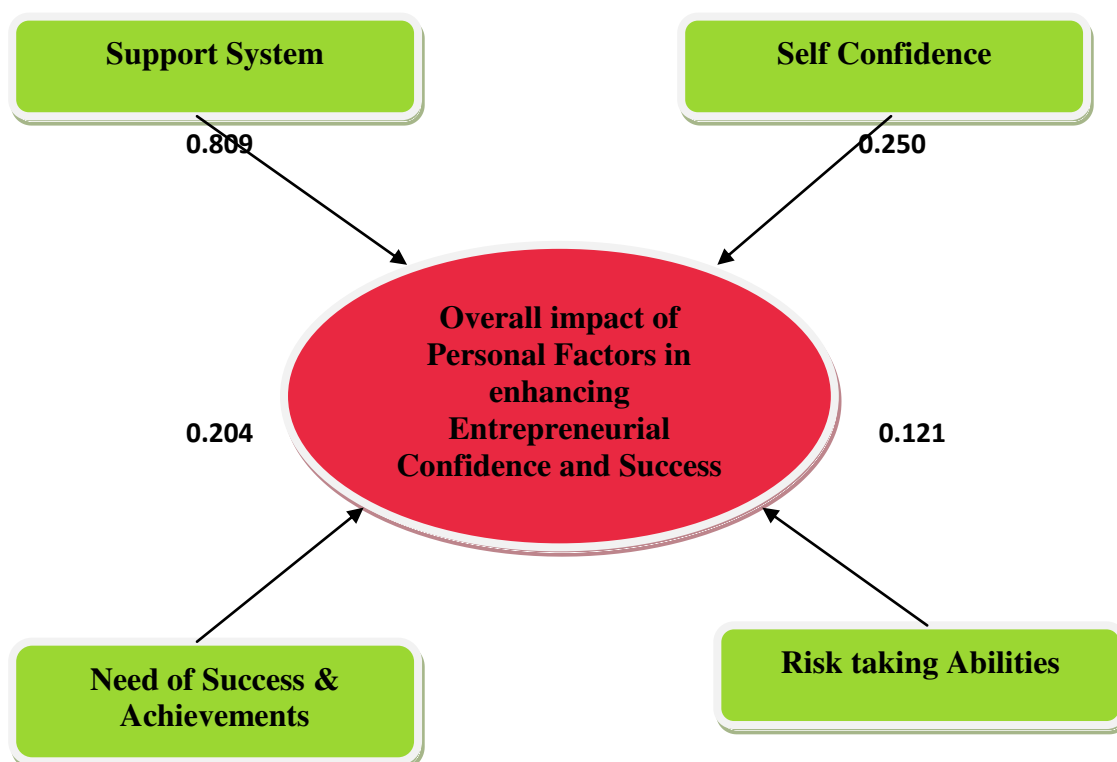 Support System
Self Confidence
0.809
0.250
Overall impact of
Personal Factors in
enhancing
Entrepreneurial
Confidence and Success
0.204
0.121
Need of Success &
Achievements
Risk taking Abilities